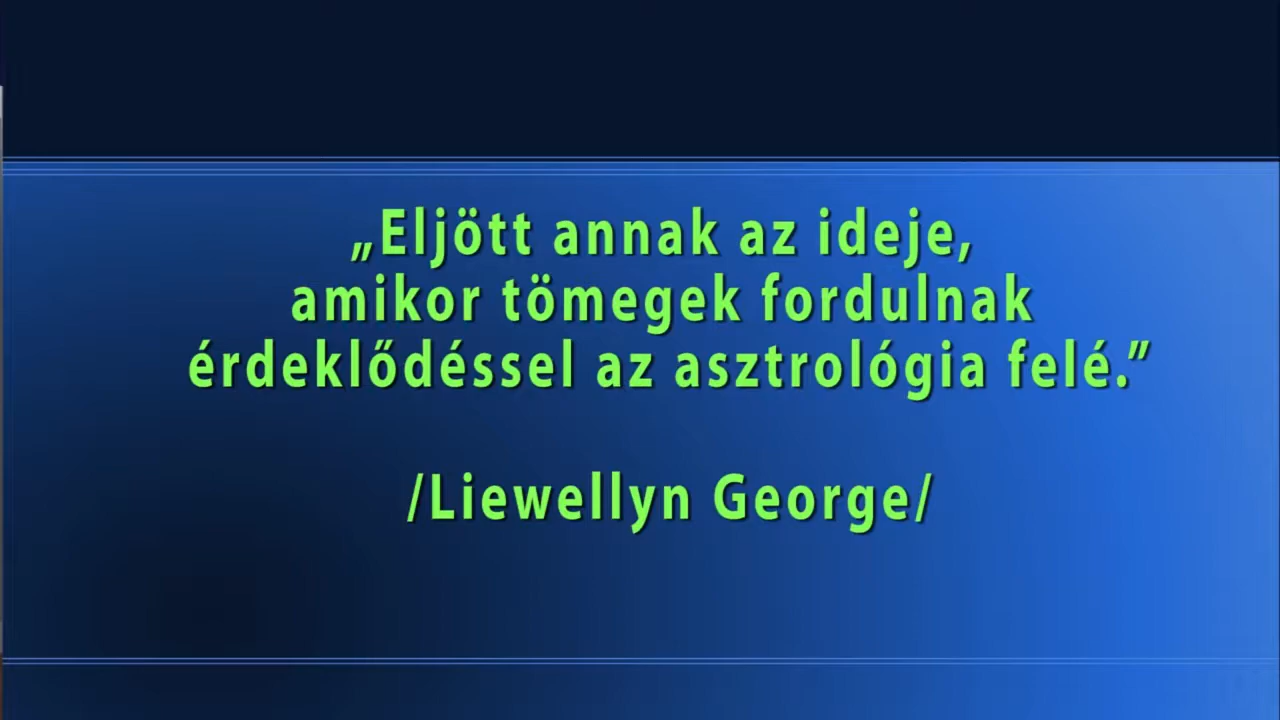 „Eljött annak az ideje,
amikor tömegek fordulnak
érdeklődéssel az asztrológia felé.”
/Liewellyn George/